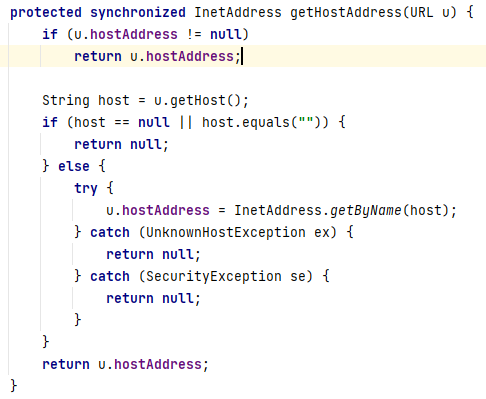 protected synchronized InetAddress getHostAddress(URL u) {
    if (u.hostAddress != null)
        return u.hostAddress;

    String host = u.getHost();
    if (host == null || host.equals("")) {
        return null;
    } else {
        try {
            u.hostAddress = InetAddress.getByName(host);
        } catch (UnknownHostException ex) {
            return null;
        } catch (SecurityException se) {
            return null;
        }
    }
    return u.hostAddress;
}